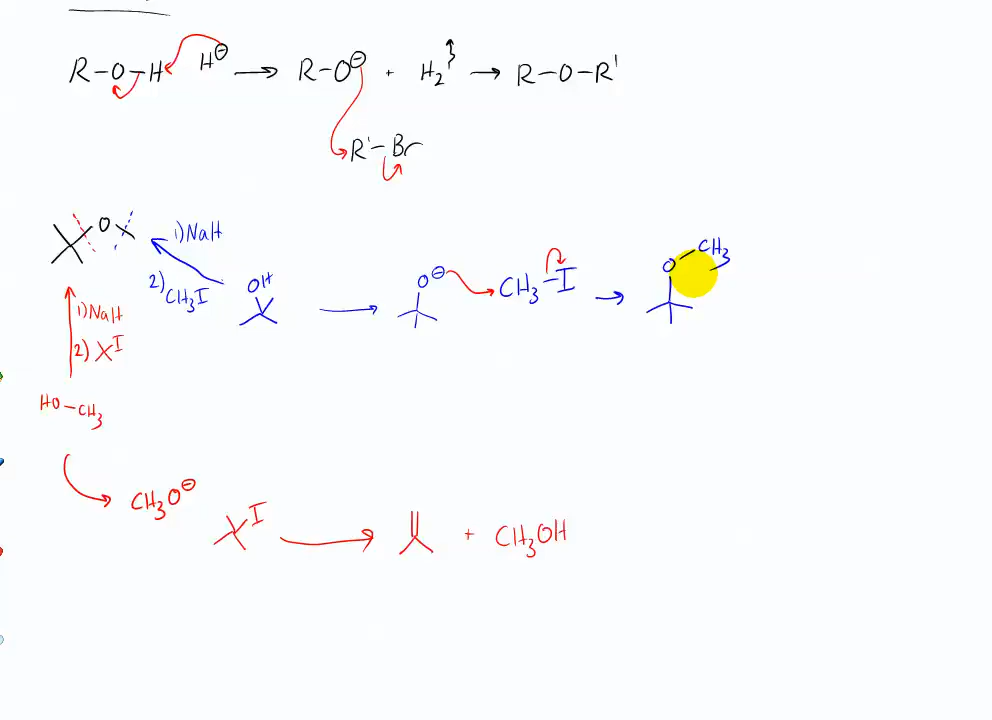 R-O-H H⊖ → R-O⊖ + H₂ → R-O-R'
R'-Br
O
1) NaH
2) CH₃I
OH
→
O⊖
CH₃-I
→
O-CH₃
1) NaH
2) I
HO-CH₃
CH₃O⊖
I
→
+ CH₃OH